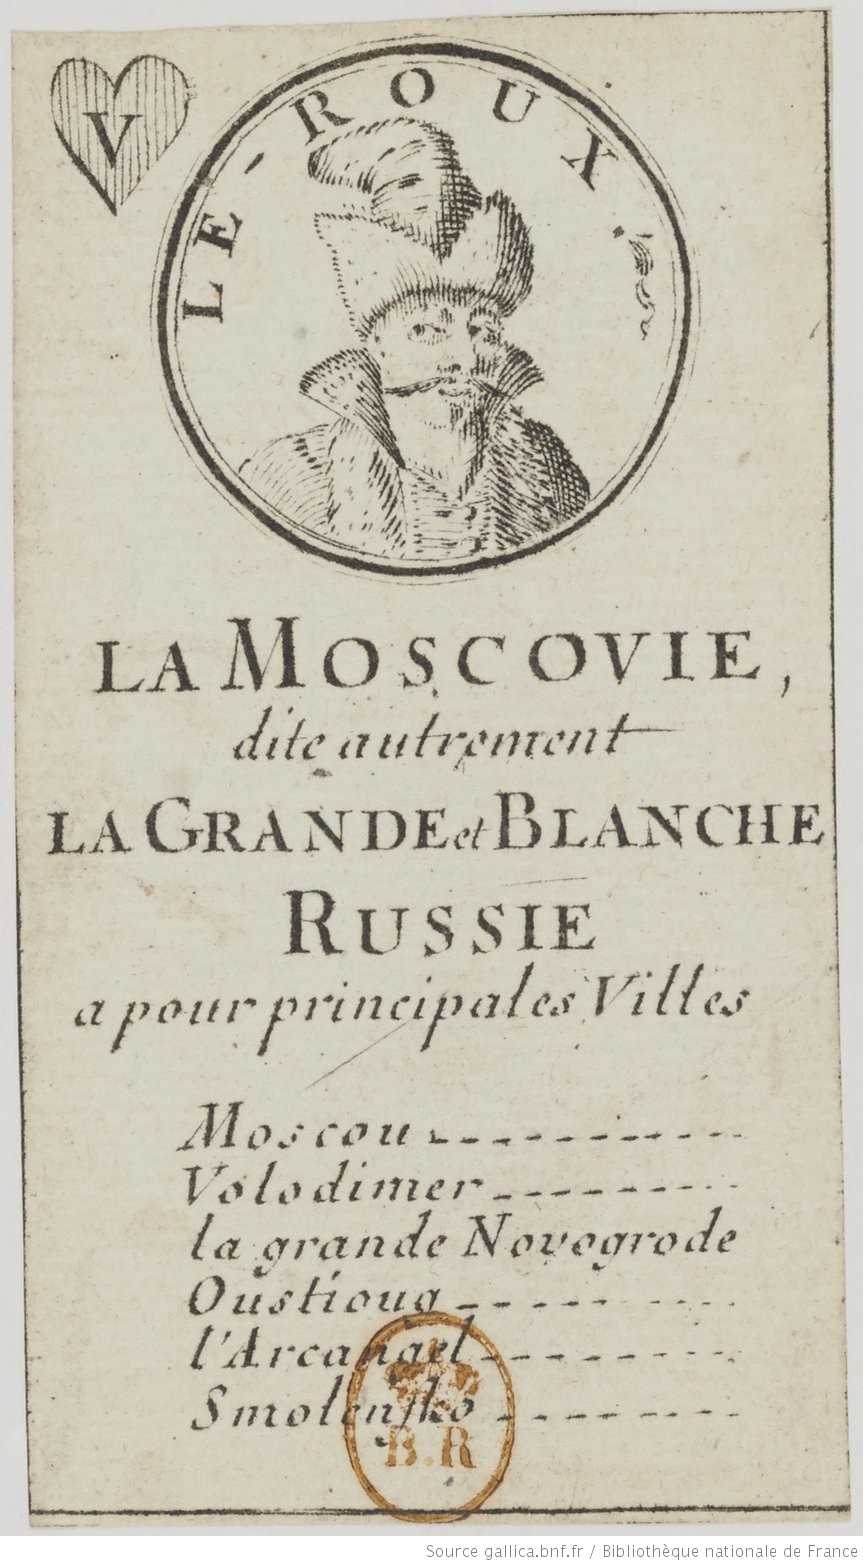 V
LE - ROUX.
LA MOSCOVIE,
dite autrement
LA GRANDE et BLANCHE
RUSSIE
a pour principales Villes
Moscou
Volodimer
la grande Novogrode
Oustioug
l'Arcangel
Smolensko
B.R
Source gallica.bnf.fr / Bibliothèque nationale de France